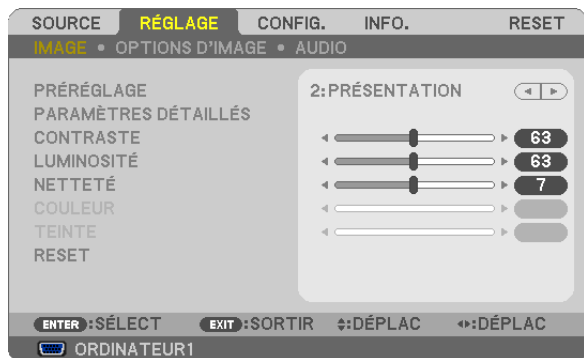 SOURCE RÉGLAGE CONFIG. INFO. RESET
IMAGE • OPTIONS D'IMAGE • AUDIO
PRÉRÉGLAGE 2:PRÉSENTATION
PARAMÈTRES DÉTAILLÉS
CONTRASTE 63
LUMINOSITÉ 63
NETTETÉ 7
COULEUR
TEINTE
RESET
ENTER:SÉLECT EXIT:SORTIR :DÉPLAC :DÉPLAC
ORDINATEUR1